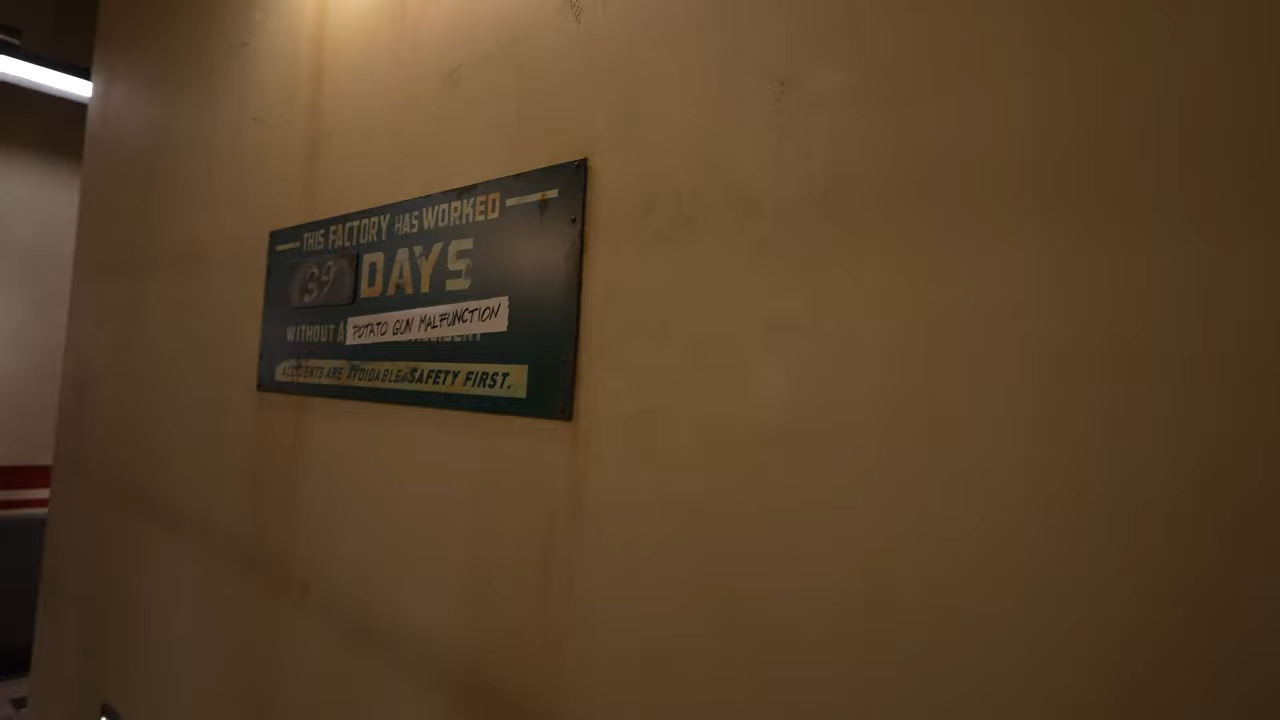 THIS FACTORY HAS WORKED
39 DAYS
WITHOUT A POTATO GUN MALFUNCTION
ACCIDENTS ARE AVOIDABLE. SAFETY FIRST.